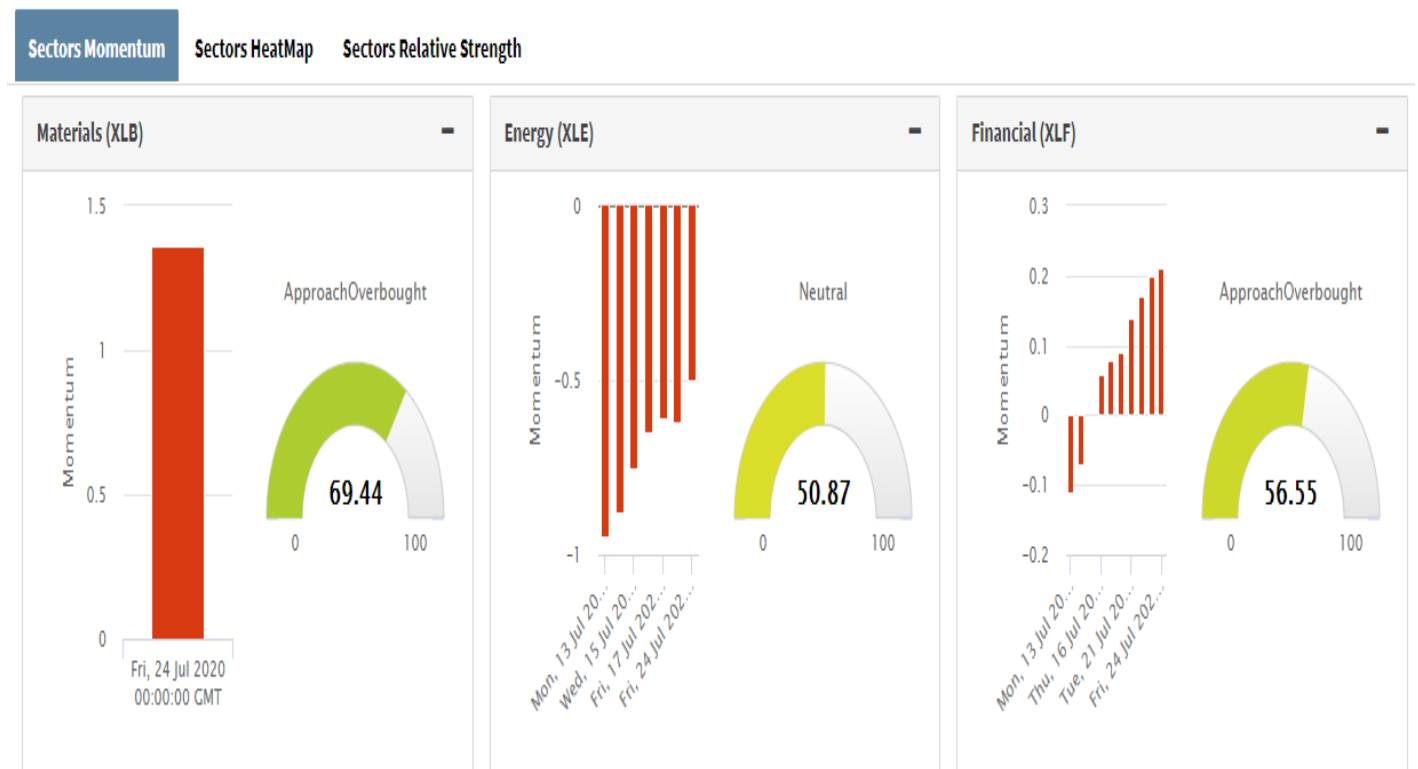 Sectors Momentum
Sectors HeatMap
Sectors Relative Strength
Materials (XLB)
1.5
1
0.5
0
Momentum
Fri, 24 Jul 2020
00:00:00 GMT
ApproachOverbought
69.44
0
100
Energy (XLE)
0
-0.5
-1
Momentum
Mon, 13 Jul 20...
Wed, 15 Jul 20...
Fri, 17 Jul 202...
Fri, 24 Jul 202...
Neutral
50.87
0
100
Financial (XLF)
0.3
0.2
0.1
0
-0.1
-0.2
Momentum
Mon, 13 Jul 20...
Thu, 16 Jul 20...
Tue, 21 Jul 20...
Fri, 24 Jul 202...
ApproachOverbought
56.55
0
100